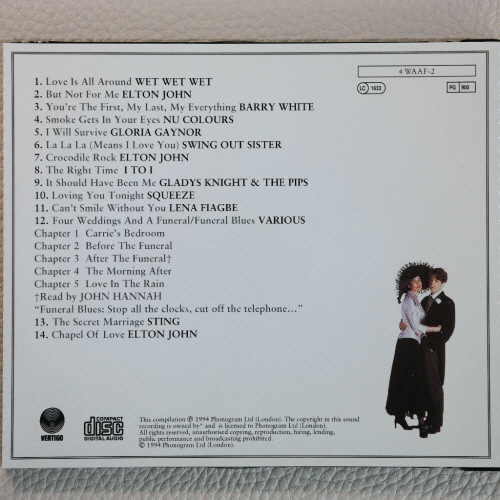 4 WAAF-2
LC 1633
PG 900
1. Love Is All Around WET WET WET
2. But Not For Me ELTON JOHN
3. You're The First, My Last, My Everything BARRY WHITE
4. Smoke Gets In Your Eyes NU COLOURS
5. I Will Survive GLORIA GAYNOR
6. La La La (Means I Love You) SWING OUT SISTER
7. Crocodile Rock ELTON JOHN
8. The Right Time I TO I
9. It Should Have Been Me GLADYS KNIGHT & THE PIPS
10. Loving You Tonight SQUEEZE
11. Can't Smile Without You LENA FIAGBE
12. Four Weddings And A Funeral/Funeral Blues VARIOUS
Chapter 1 Carrie's Bedroom
Chapter 2 Before The Funeral
Chapter 3 After The Funeral†
Chapter 4 The Morning After
Chapter 5 Love In The Rain
†Read by JOHN HANNAH
“Funeral Blues: Stop all the clocks, cut off the telephone...”
13. The Secret Marriage STING
14. Chapel Of Love ELTON JOHN
VERTIGO
COMPACT
disc
DIGITAL AUDIO
This compilation ℗ 1994 Phonogram Ltd (London). The copyright in this sound
recording is owned by* and is licensed to Phonogram Ltd (London).
All rights reserved, unauthorised copying, reproduction, hiring, lending,
public performance and broadcasting prohibited.
© 1994 Phonogram Ltd (London).